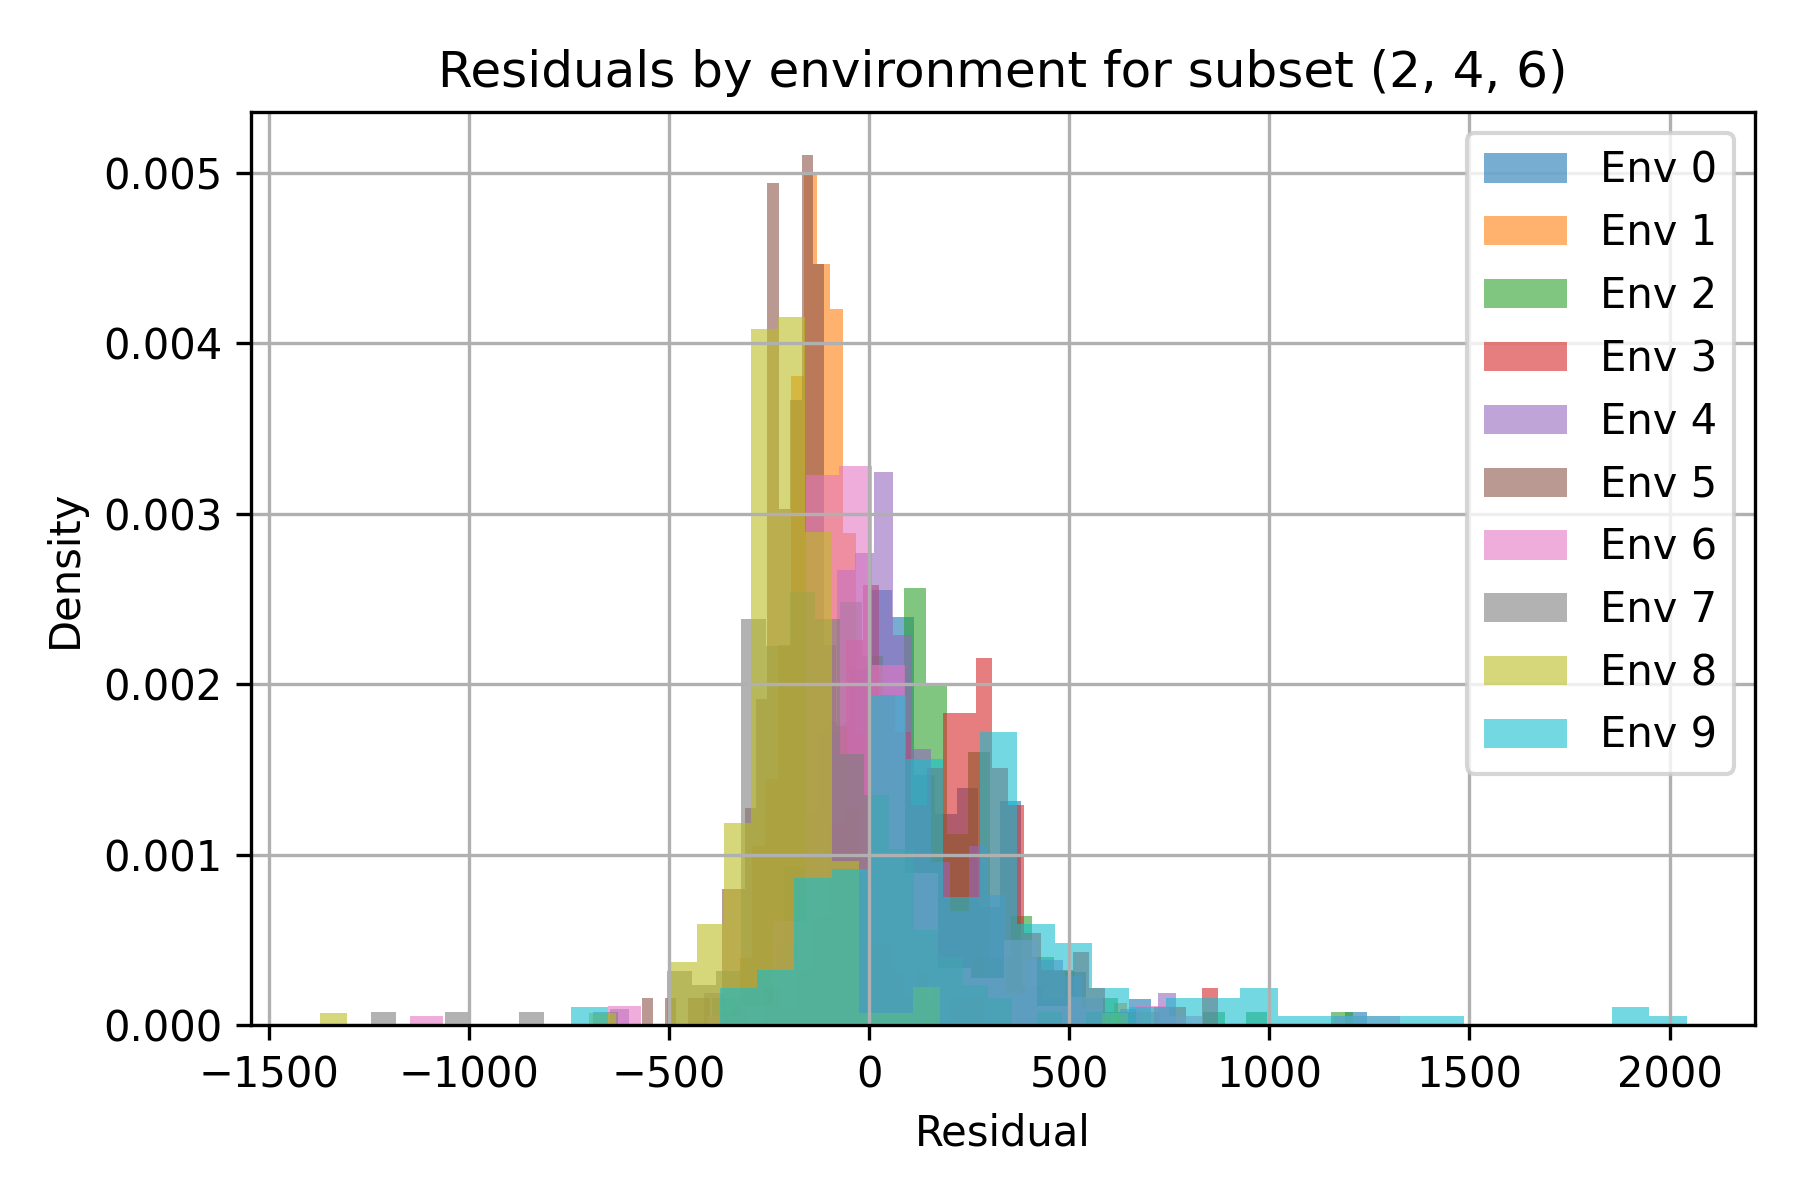 Residuals by environment for subset (2, 4, 6)
Density
0.005
0.004
0.003
0.002
0.001
0.000
−1500
−1000
−500
0
500
1000
1500
2000
Residual
Env 0
Env 1
Env 2
Env 3
Env 4
Env 5
Env 6
Env 7
Env 8
Env 9